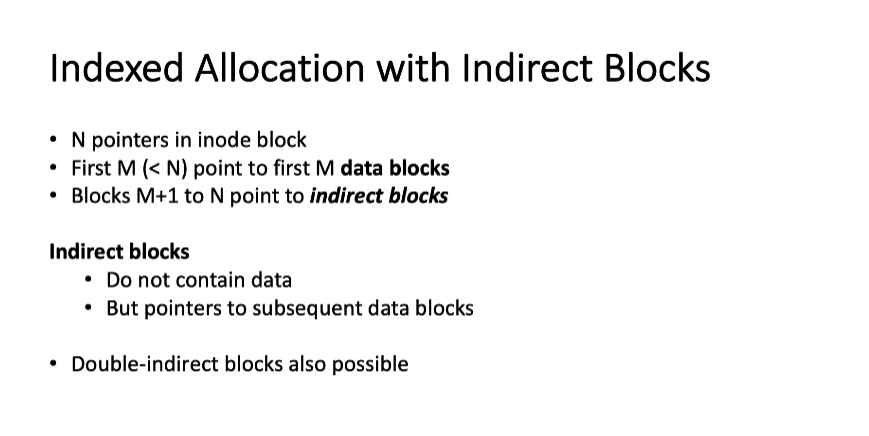 Indexed Allocation with Indirect Blocks
• N pointers in inode block
• First M (< N) point to first M data blocks
• Blocks M+1 to N point to indirect blocks
Indirect blocks
• Do not contain data
• But pointers to subsequent data blocks
• Double-indirect blocks also possible